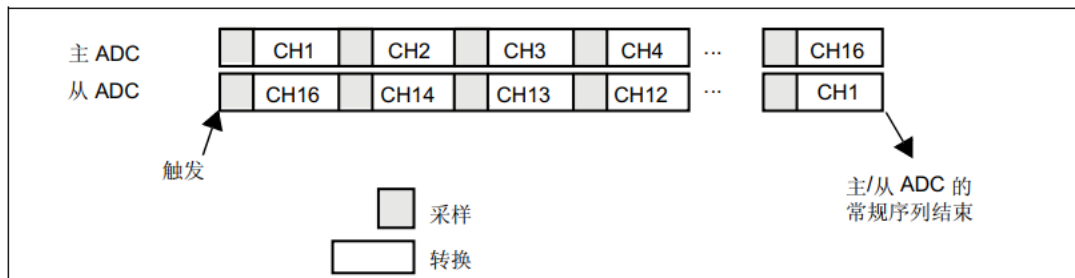 主 ADC CH1 CH2 CH3 CH4 ... CH16
从 ADC CH16 CH14 CH13 CH12 ... CH1
触发
主/从 ADC 的
常规序列结束
采样
转换